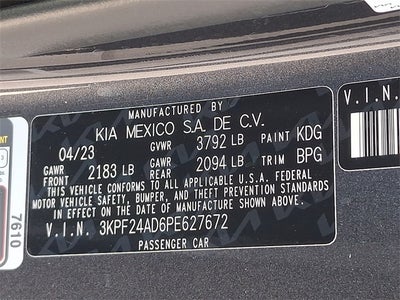 MANUFACTURED BY
KIA MEXICO S.A. DE C.V.
04/23 GVWR 3792 LB PAINT KDG
GAWR FRONT 2183 LB GAWR REAR 2094 LB TRIM BPG
THIS VEHICLE CONFORMS TO ALL APPLICABLE U.S.A. FEDERAL
MOTOR VEHICLE SAFETY, BUMPER, AND THEFT PREVENTION STANDARDS
IN EFFECT ON THE DATE OF MANUFACTURE SHOWN ABOVE.
V.I.N.: 3KPF24AD6PE627672
PASSENGER CAR
V.I.N.
7610